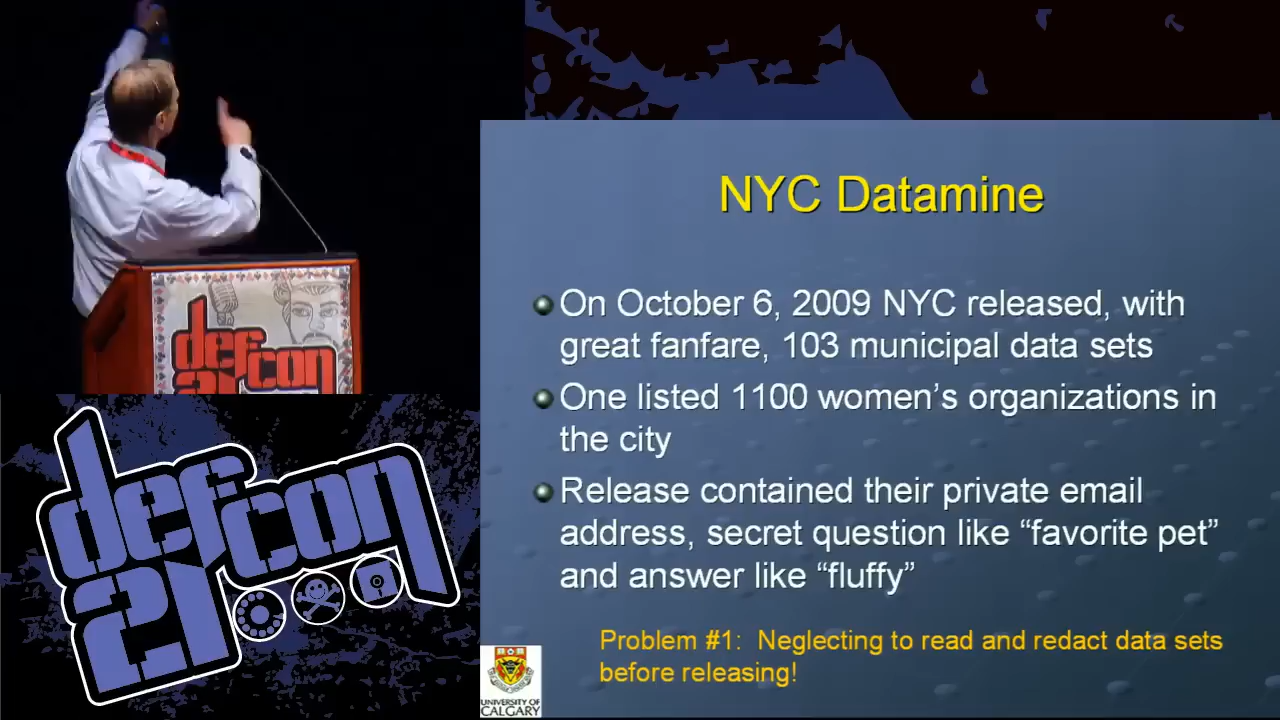 NYC Datamine
On October 6, 2009 NYC released, with
great fanfare, 103 municipal data sets
One listed 1100 women's organizations in
the city
Release contained their private email
address, secret question like “favorite pet”
and answer like “fluffy”
Problem #1: Neglecting to read and redact data sets
before releasing!
UNIVERSITY OF
CALGARY
defcon
21
defcon
21